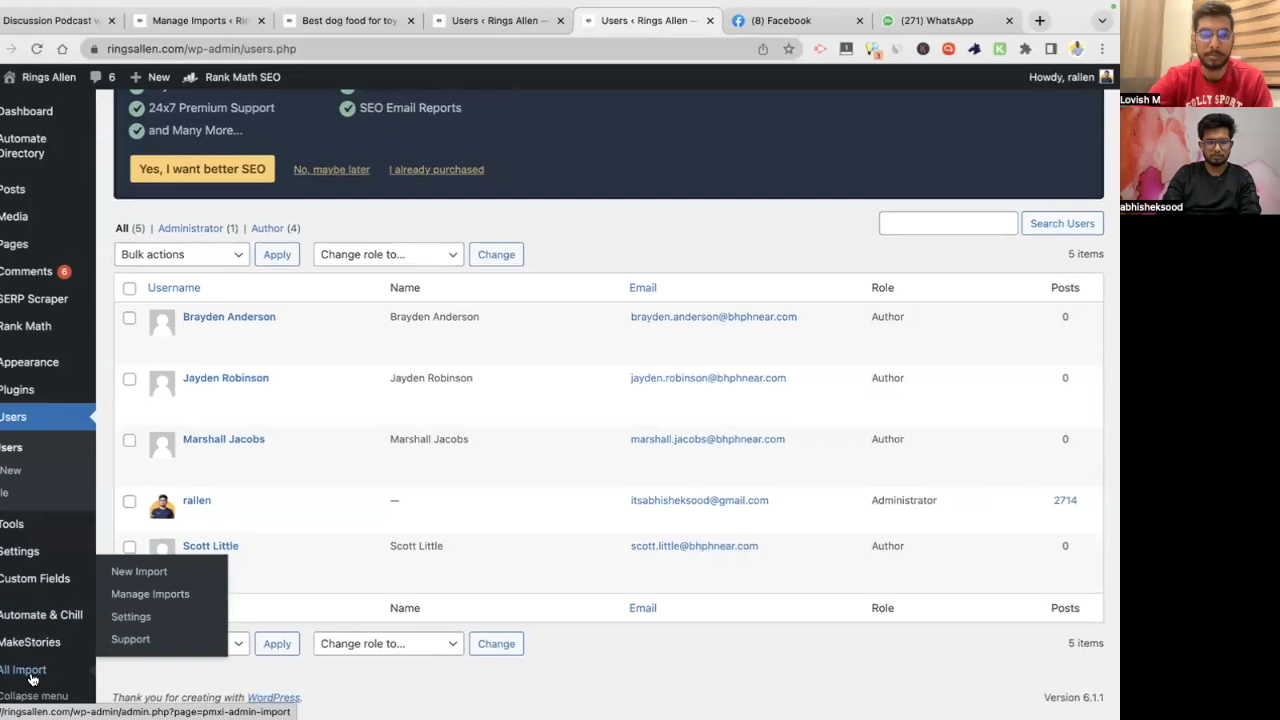 Discussion Podcast
Manage Imports ‹ Rin
Best dog food for toy
Users ‹ Rings Allen —
Users ‹ Rings Allen —
(8) Facebook
(271) WhatsApp
ringsallen.com/wp-admin/users.php
Rings Allen
6
New
Rank Math SEO
Howdy, rallen
Dashboard
Automate
Directory
Posts
Media
Pages
Comments 6
SERP Scraper
Rank Math
Appearance
Plugins
Users
sers
New
le
Tools
Settings
Custom Fields
Automate & Chill
MakeStories
All Import
Collapse menu
24x7 Premium Support
SEO Email Reports
and Many More...
Yes, I want better SEO
No, maybe later
I already purchased
All (5) | Administrator (1) | Author (4)
Search Users
Bulk actions
Apply
Change role to...
Change
5 items
Username Name Email Role Posts
Brayden Anderson Brayden Anderson brayden.anderson@bhphnear.com Author 0
Jayden Robinson Jayden Robinson jayden.robinson@bhphnear.com Author 0
Marshall Jacobs Marshall Jacobs marshall.jacobs@bhphnear.com Author 0
rallen — itsabhisheksood@gmail.com Administrator 2714
Scott Little Scott Little scott.little@bhphnear.com Author 0
New Import
Manage Imports
Settings
Support
Name Email Role Posts
Apply
Change role to...
Change
5 items
Thank you for creating with WordPress.
Version 6.1.1
/ringsallen.com/wp-admin/admin.php?page=pmxi-admin-import
Lovish M
abhisheksood